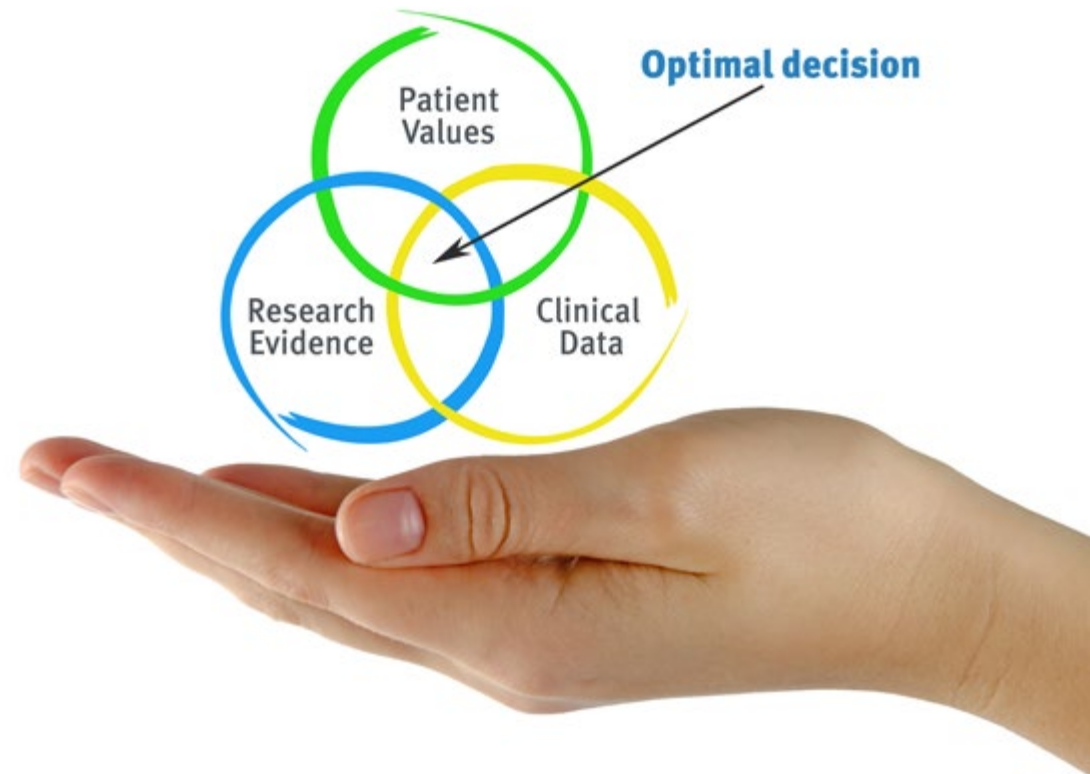 Optimal decision
Patient
Values
Research
Evidence
Clinical
Data